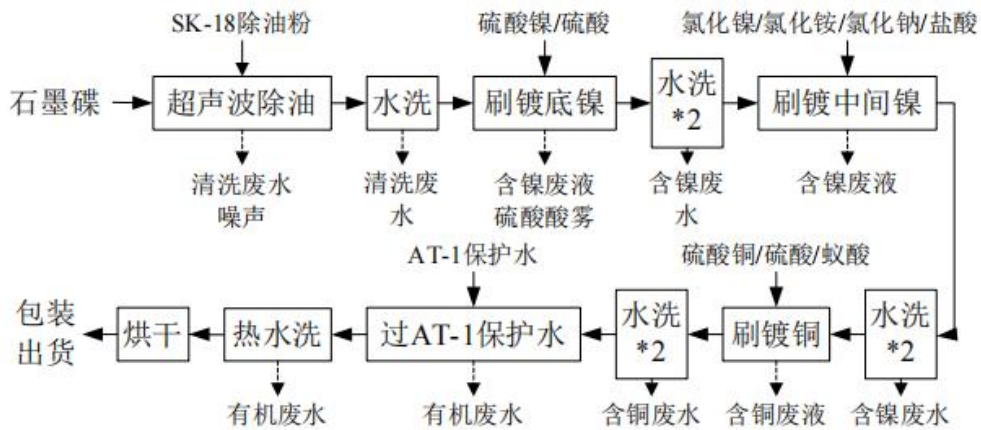 SK-18除油粉
硫酸镍/硫酸
氯化镍/氯化铵/氯化钠/盐酸
石墨碟
超声波除油
水洗
刷镀底镍
水洗
*2
刷镀中间镍
清洗废水
噪声
清洗废
水
含镍废液
硫酸酸雾
含镍废
水
含镍废液
AT-1保护水
硫酸铜/硫酸/蚁酸
包装
出货
烘干
热水洗
过AT-1保护水
水洗
*2
刷镀铜
水洗
*2
有机废水
有机废水
含铜废水
含铜废液
含镍废水